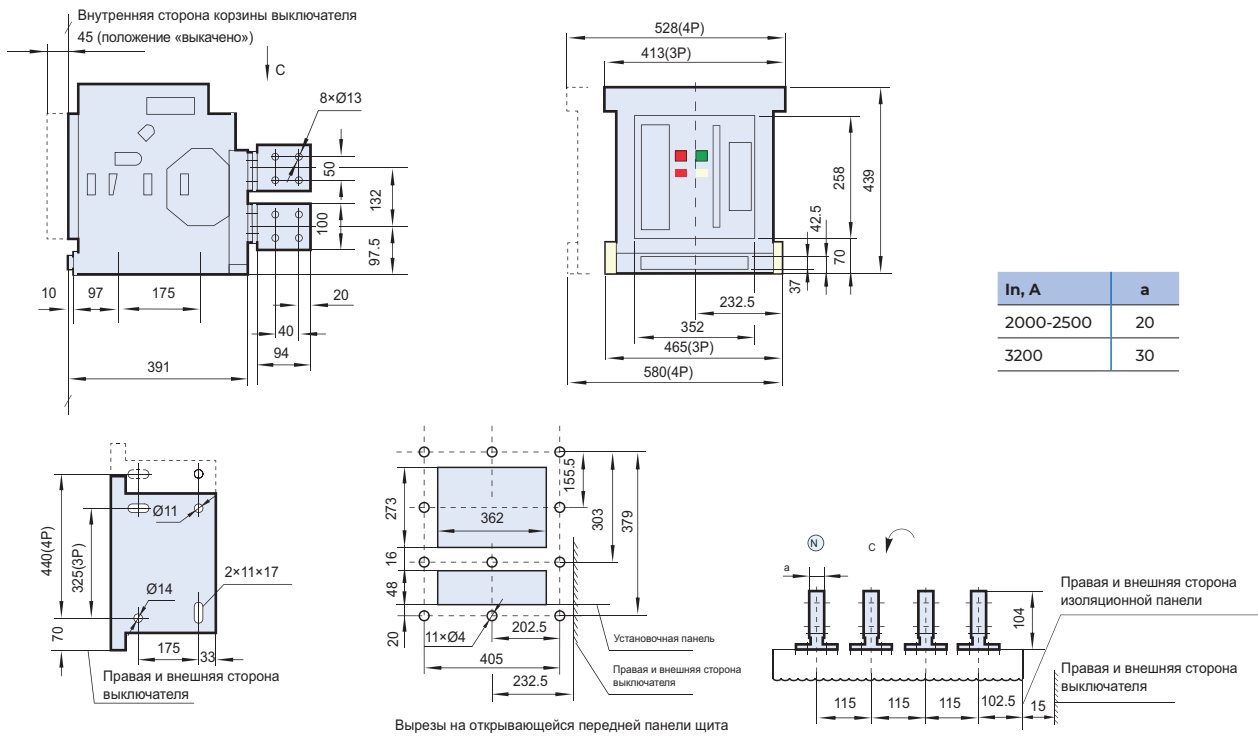 Внутренняя сторона корзины выключателя
45 (положение «выкачено»)
C
8×Ø13
50
132
100
97.5
10
97
175
20
40
94
391
528(4P)
413(3P)
258
439
42.5
70
37
232.5
352
465(3P)
580(4P)
In, A a
2000-2500 20
3200 30
440(4P)
325(3P)
70
Ø11
Ø14
2×11×17
175
33
Правая и внешняя сторона
выключателя
273
362
16
48
20
155.5
303
379
11×Ø4
202.5
405
232.5
Установочная панель
Правая и внешняя сторона
выключателя
Вырезы на открывающейся передней панели щита
N
C
a
104
Правая и внешняя сторона
изоляционной панели
Правая и внешняя сторона
выключателя
115
115
115
102.5
15